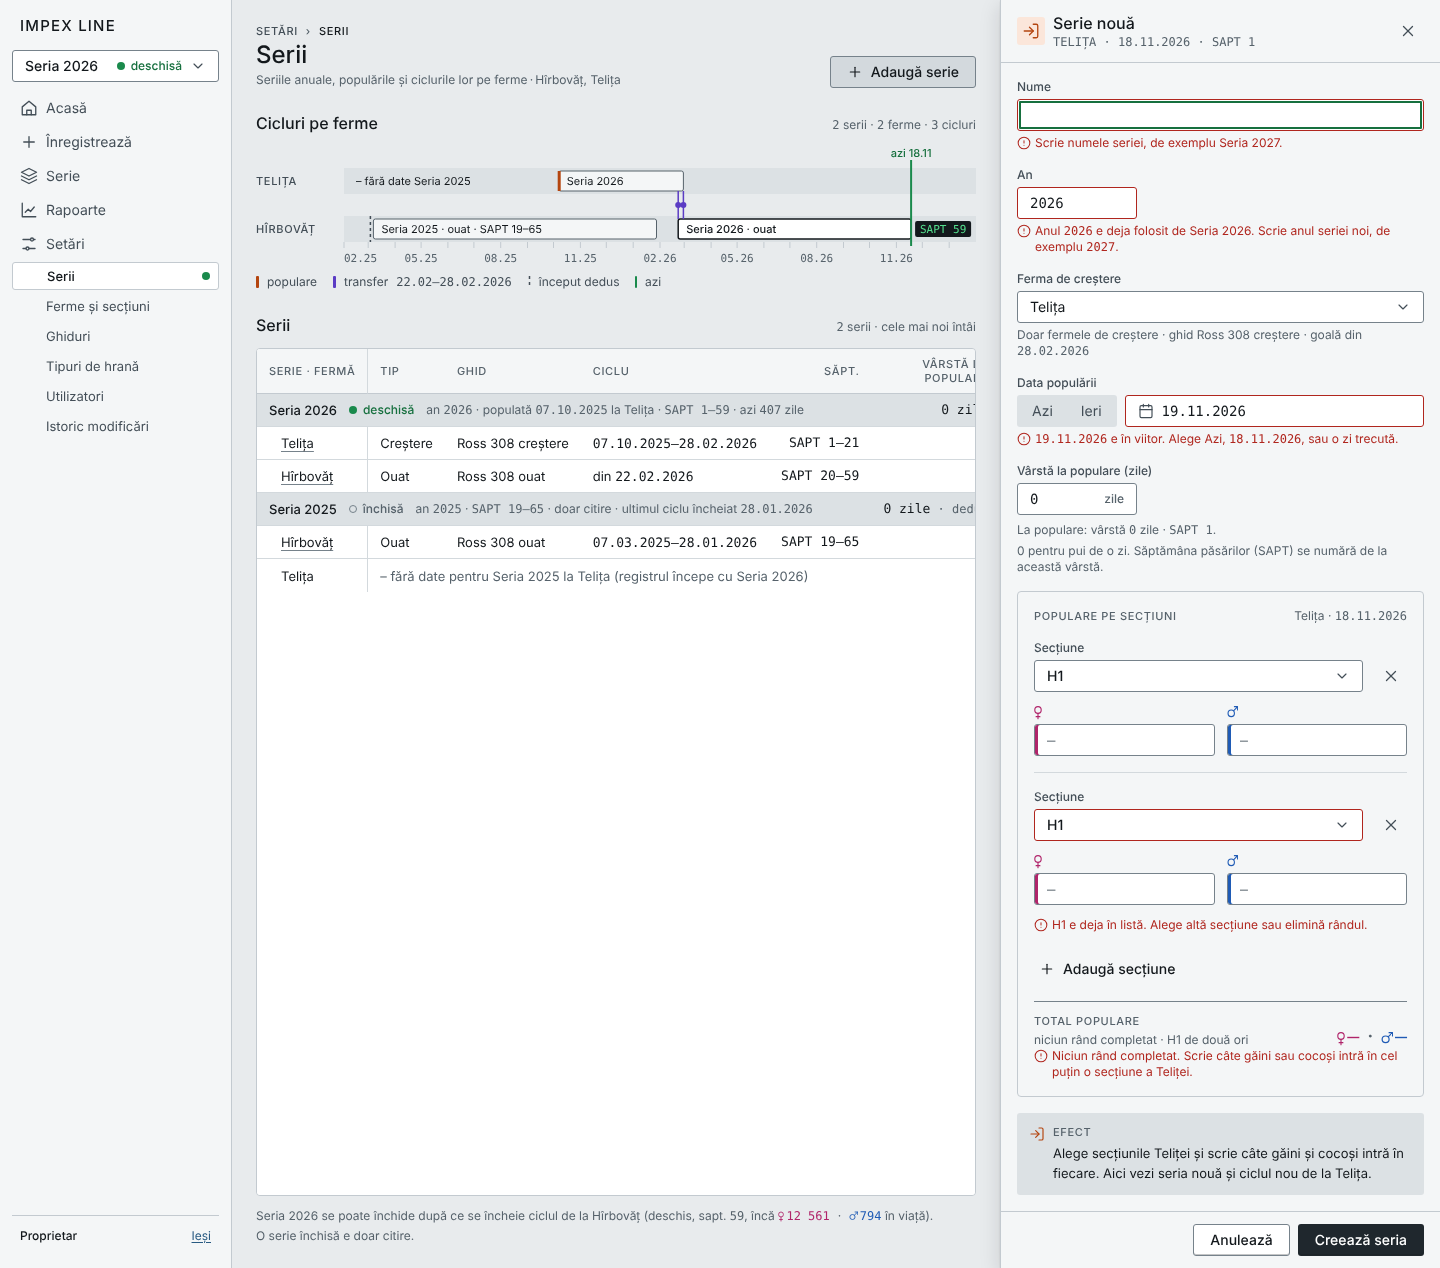 IMPEX LINE
Seria 2026 deschisă
Acasă
Înregistrează
Serie
Rapoarte
Setări
Serii
Ferme și secțiuni
Ghiduri
Tipuri de hrană
Utilizatori
Istoric modificări
Proprietar Ieși
SETĂRI › SERII
Serii
Seriile anuale, populările și ciclurile lor pe ferme · Hîrbovăț, Telița
Adaugă serie
Cicluri pe ferme
2 serii · 2 ferme · 3 cicluri
azi 18.11
TELIȚA – fără date Seria 2025 Seria 2026
HÎRBOVĂȚ Seria 2025 · ouat · SAPT 19–65 Seria 2026 · ouat SAPT 59
02.25 05.25 08.25 11.25 02.26 05.26 08.26 11.26
populare transfer 22.02–28.02.2026 început dedus azi
Serii
2 serii · cele mai noi întâi
SERIE · FERMĂ TIP GHID CICLU SĂPT. VÂRSTĂ
Seria 2026 deschisă an 2026 · populată 07.10.2025 la Telița · SAPT 1–59 · azi 407 zile 0
Telița Creștere Ross 308 creștere 07.10.2025–28.02.2026 SAPT 1–21
Hîrbovăț Ouat Ross 308 ouat din 22.02.2026 SAPT 20–59
Seria 2025 închisă an 2025 · SAPT 19–65 · doar citire · ultimul ciclu încheiat 28.01.2026 0 zile ·
Hîrbovăț Ouat Ross 308 ouat 07.03.2025–28.01.2026 SAPT 19–65
Telița – fără date pentru Seria 2025 la Telița (registrul începe cu Seria 2026)
Seria 2026 se poate închide după ce se încheie ciclul de la Hîrbovăț (deschis, sapt. 59, încă ♀12 561 · ♂794 în viață).
O serie închisă e doar citire.
Serie nouă
TELIȚA · 18.11.2026 · SAPT 1
Nume
Scrie numele seriei, de exemplu Seria 2027.
An
2026
Anul 2026 e deja folosit de Seria 2026. Scrie anul seriei noi, de
exemplu 2027.
Ferma de creștere
Telița
Doar fermele de creștere · ghid Ross 308 creștere · goală din
28.02.2026
Data populării
Azi Ieri 19.11.2026
19.11.2026 e în viitor. Alege Azi, 18.11.2026, sau o zi trecută.
Vârstă la populare (zile)
0 zile
La populare: vârstă 0 zile · SAPT 1.
0 pentru pui de o zi. Săptămâna păsărilor (SAPT) se numără de la
această vârstă.
POPULARE PE SECȚIUNI Telița · 18.11.2026
Secțiune
H1
♀ ♂
– –
Secțiune
H1
♀ ♂
– –
H1 e deja în listă. Alege altă secțiune sau elimină rândul.
Adaugă secțiune
TOTAL POPULARE
niciun rând completat · H1 de două ori ♀— · ♂—
Niciun rând completat. Scrie câte găini sau cocoși intră în cel
puțin o secțiune a Teliței.
EFECT
Alege secțiunile Teliței și scrie câte găini și cocoși intră în
fiecare. Aici vezi seria nouă și ciclul nou de la Telița.
Anulează Creează seria